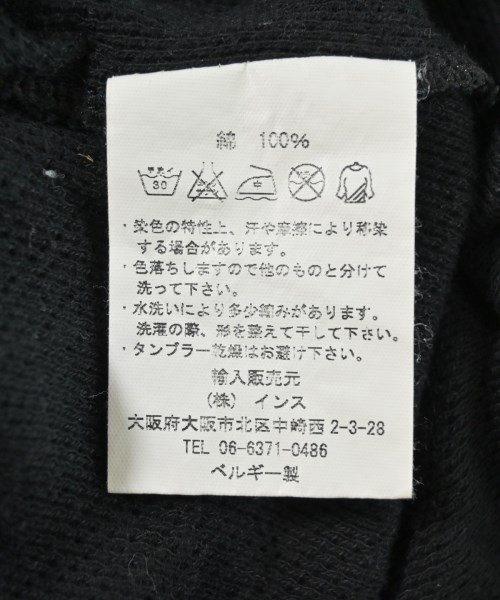 綿 100%
手洗イ
30
・染色の特性上、汗や摩擦により移染
する場合があります。
・色落ちしますので他のものと分けて
洗って下さい。
・水洗いにより多少縮みがあります。
洗濯の際、形を整えて干して下さい。
・タンブラー乾燥はお避け下さい。
輸入販売元
(株) インス
大阪府大阪市北区中崎西2-3-28
TEL 06-6371-0486
ベルギー製